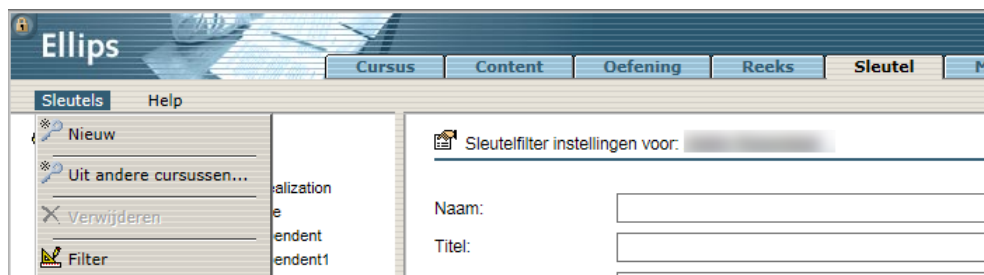 Ellips
Cursus Content Oefening Reeks Sleutel
Sleutels Help
Nieuw
Sleutelfilter instellingen voor:
Uit andere cursussen...
ealization
Verwijderen
e
Naam:
endent
Titel:
Filter
endent1